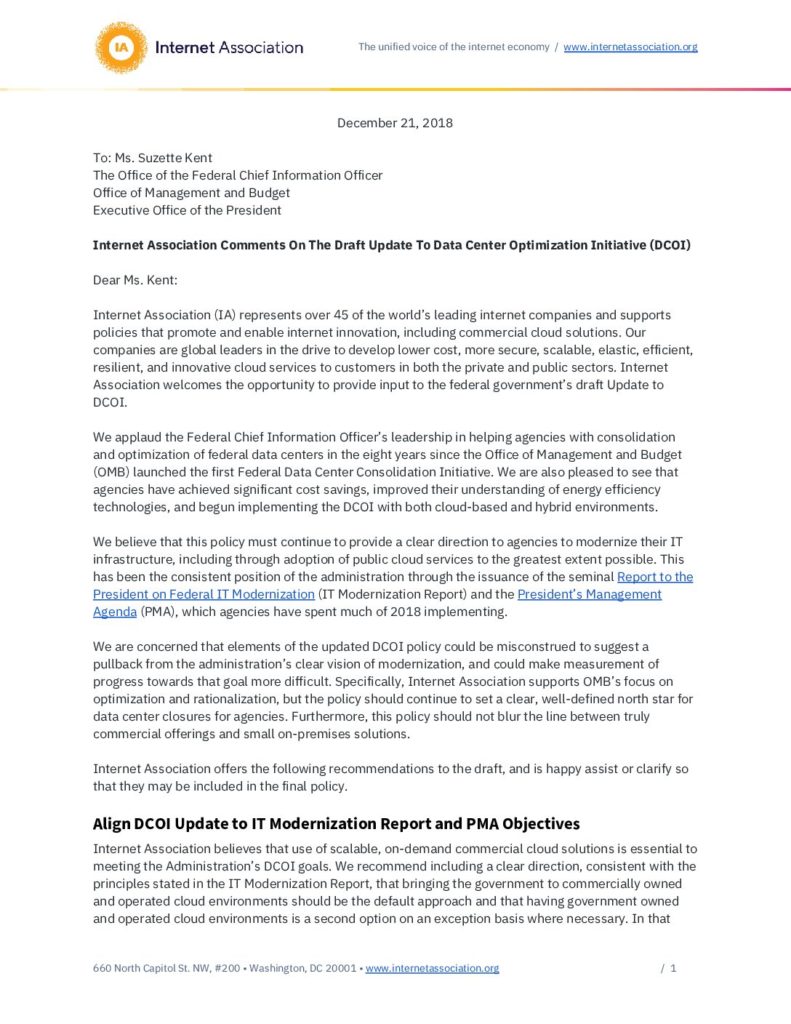 IA Internet Association
The unified voice of the internet economy / www.internetassociation.org
December 21, 2018
To: Ms. Suzette Kent
The Office of the Federal Chief Information Officer
Office of Management and Budget
Executive Office of the President
Internet Association Comments On The Draft Update To Data Center Optimization Initiative (DCOI)
Dear Ms. Kent:
Internet Association (IA) represents over 45 of the world’s leading internet companies and supports
policies that promote and enable internet innovation, including commercial cloud solutions. Our
companies are global leaders in the drive to develop lower cost, more secure, scalable, elastic, efficient,
resilient, and innovative cloud services to customers in both the private and public sectors. Internet
Association welcomes the opportunity to provide input to the federal government’s draft Update to
DCOI.
We applaud the Federal Chief Information Officer’s leadership in helping agencies with consolidation
and optimization of federal data centers in the eight years since the Office of Management and Budget
(OMB) launched the first Federal Data Center Consolidation Initiative. We are also pleased to see that
agencies have achieved significant cost savings, improved their understanding of energy efficiency
technologies, and begun implementing the DCOI with both cloud-based and hybrid environments.
We believe that this policy must continue to provide a clear direction to agencies to modernize their IT
infrastructure, including through adoption of public cloud services to the greatest extent possible. This
has been the consistent position of the administration through the issuance of the seminal Report to the
President on Federal IT Modernization (IT Modernization Report) and the President’s Management
Agenda (PMA), which agencies have spent much of 2018 implementing.
We are concerned that elements of the updated DCOI policy could be misconstrued to suggest a
pullback from the administration’s clear vision of modernization, and could make measurement of
progress towards that goal more difficult. Specifically, Internet Association supports OMB’s focus on
optimization and rationalization, but the policy should continue to set a clear, well-defined north star for
data center closures for agencies. Furthermore, this policy should not blur the line between truly
commercial offerings and small on-premises solutions.
Internet Association offers the following recommendations to the draft, and is happy assist or clarify so
that they may be included in the final policy.
Align DCOI Update to IT Modernization Report and PMA Objectives
Internet Association believes that use of scalable, on-demand commercial cloud solutions is essential to
meeting the Administration’s DCOI goals. We recommend including a clear direction, consistent with the
principles stated in the IT Modernization Report, that bringing the government to commercially owned
and operated cloud environments should be the default approach and that having government owned
and operated cloud environments is a second option on an exception basis where necessary. In that
660 North Capitol St. NW, #200 • Washington, DC 20001 • www.internetassociation.org / 1